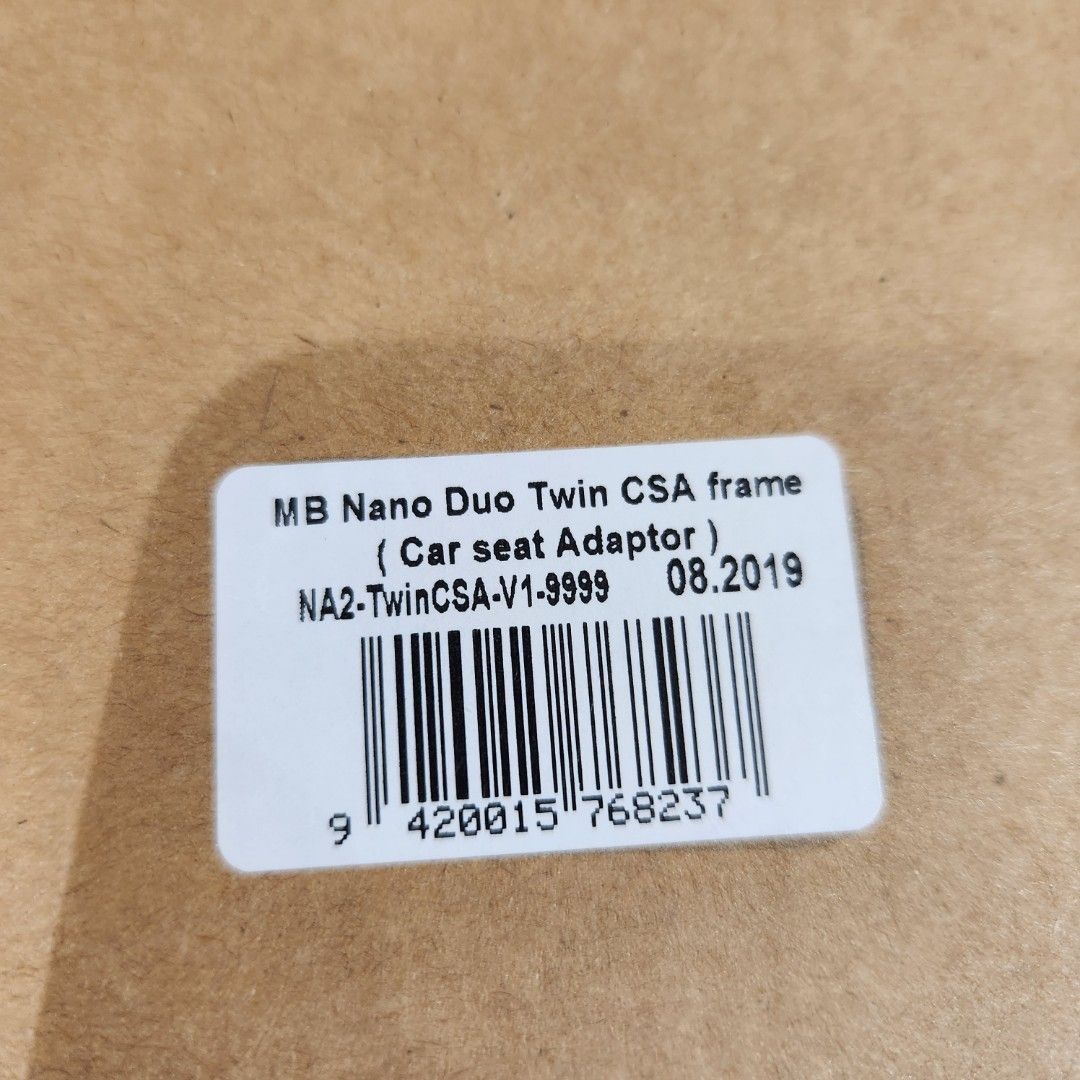 MB Nano Duo Twin CSA frame
( Car seat Adaptor )
NA2-TwinCSA-V1-9999 08.2019
9 420015 768237